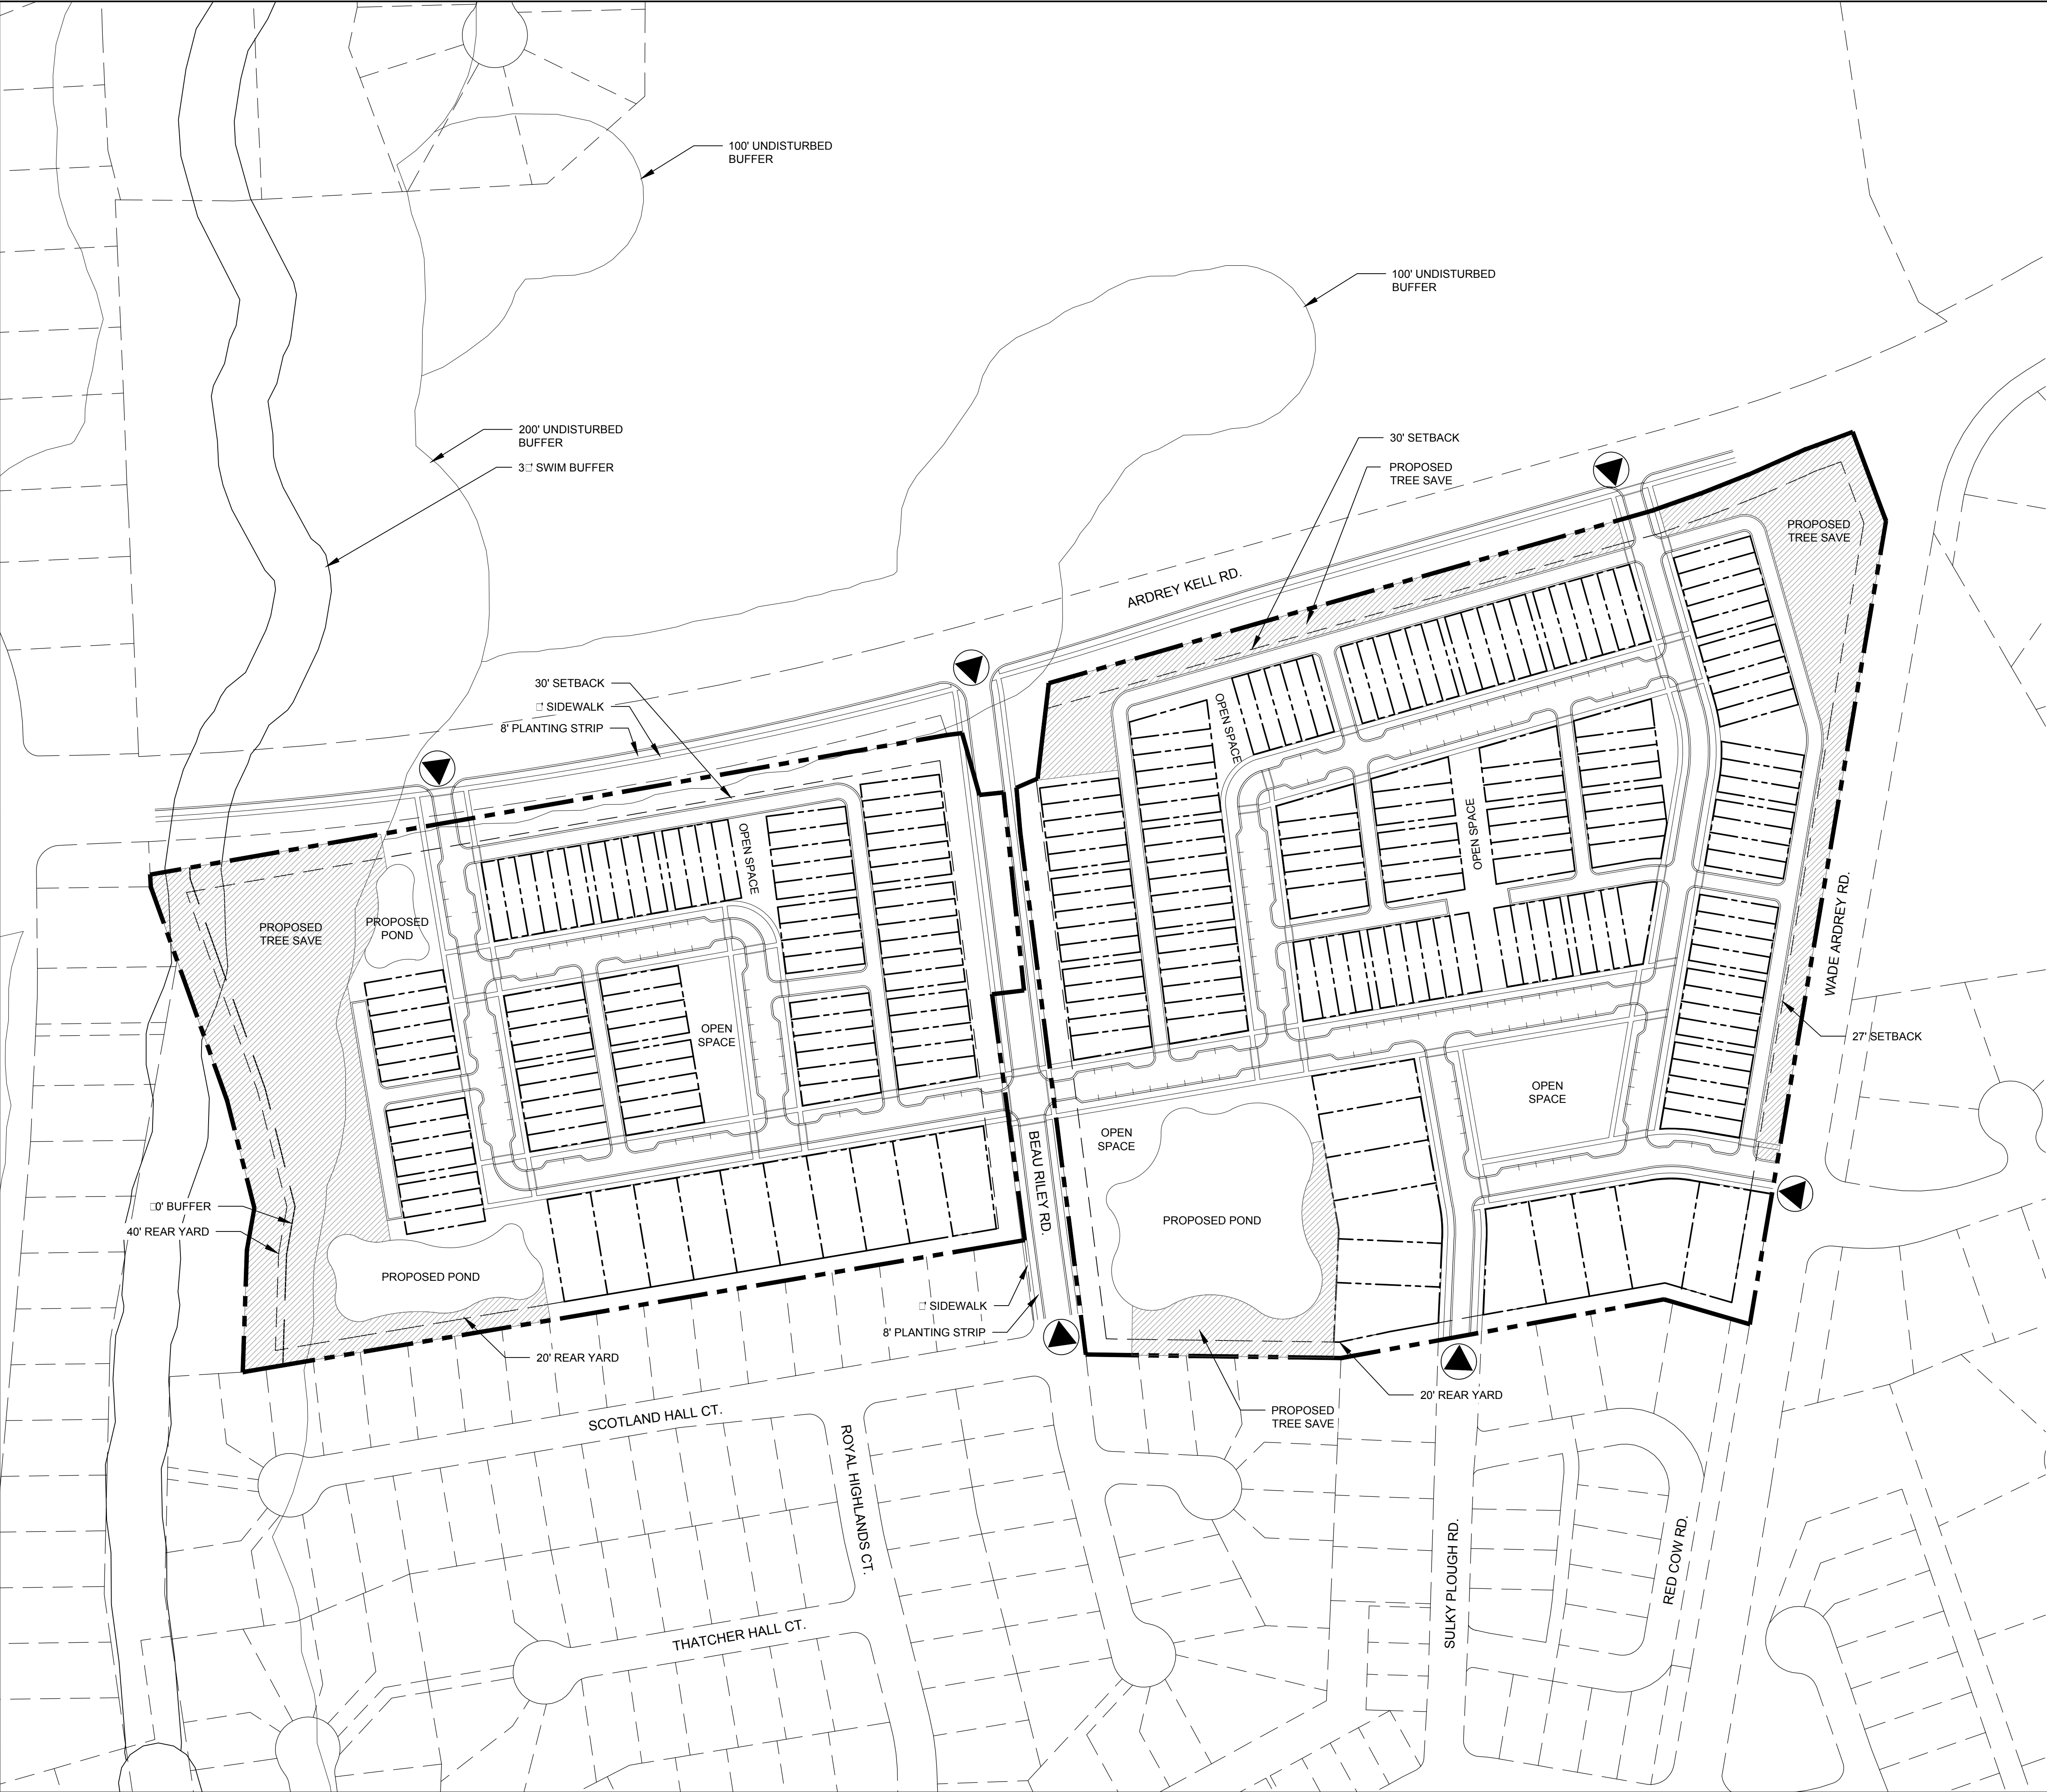 100' UNDISTURBED
BUFFER
100' UNDISTURBED
BUFFER
200' UNDISTURBED
BUFFER
3□' SWIM BUFFER
30' SETBACK
PROPOSED
TREE SAVE
PROPOSED
TREE SAVE
ARDREY KELL RD.
30' SETBACK
□' SIDEWALK
8' PLANTING STRIP
OPEN SPACE
OPEN SPACE
OPEN SPACE
PROPOSED
TREE SAVE
PROPOSED
POND
WADE ARDREY RD.
OPEN
SPACE
27' SETBACK
OPEN
SPACE
OPEN
SPACE
BEAU RILEY RD.
□0' BUFFER
40' REAR YARD
PROPOSED POND
PROPOSED POND
□' SIDEWALK
8' PLANTING STRIP
20' REAR YARD
20' REAR YARD
PROPOSED
TREE SAVE
SCOTLAND HALL CT.
ROYAL HIGHLANDS CT.
THATCHER HALL CT.
SULKY PLOUGH RD.
RED COW RD.